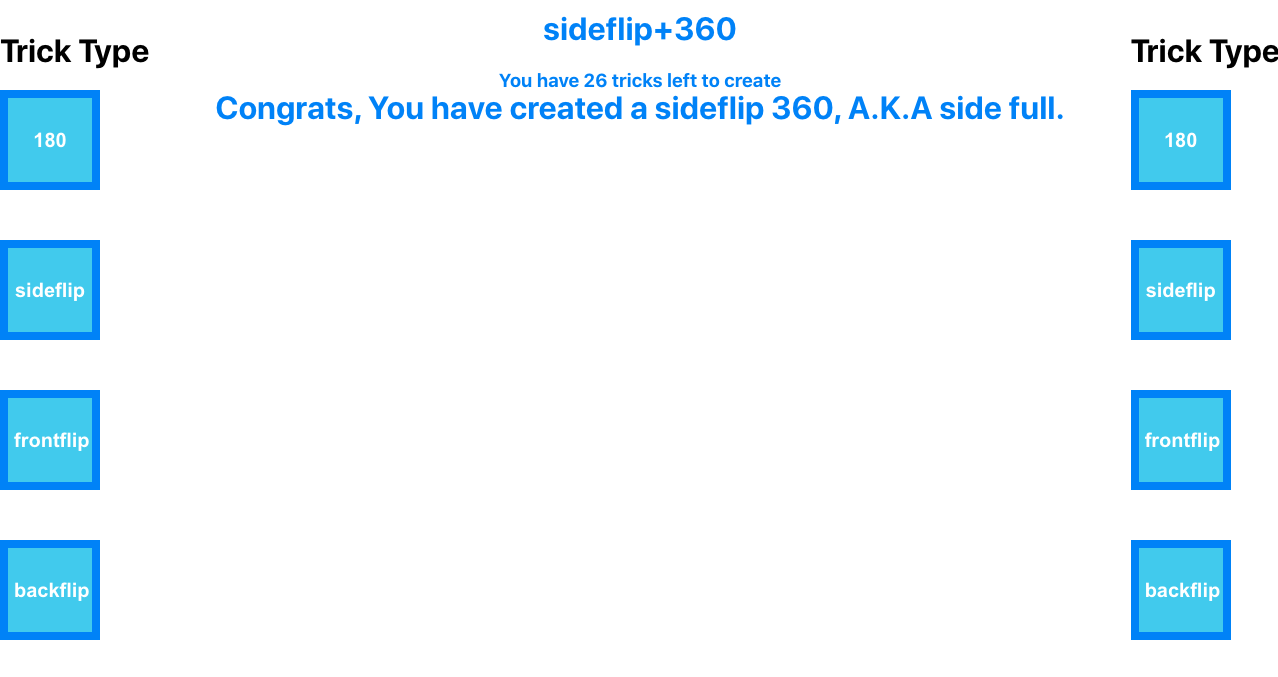 sideflip+360
You have 26 tricks left to create
Congrats, You have created a sideflip 360, A.K.A side full.
Trick Type
180
sideflip
frontflip
backflip
Trick Type
180
sideflip
frontflip
backflip